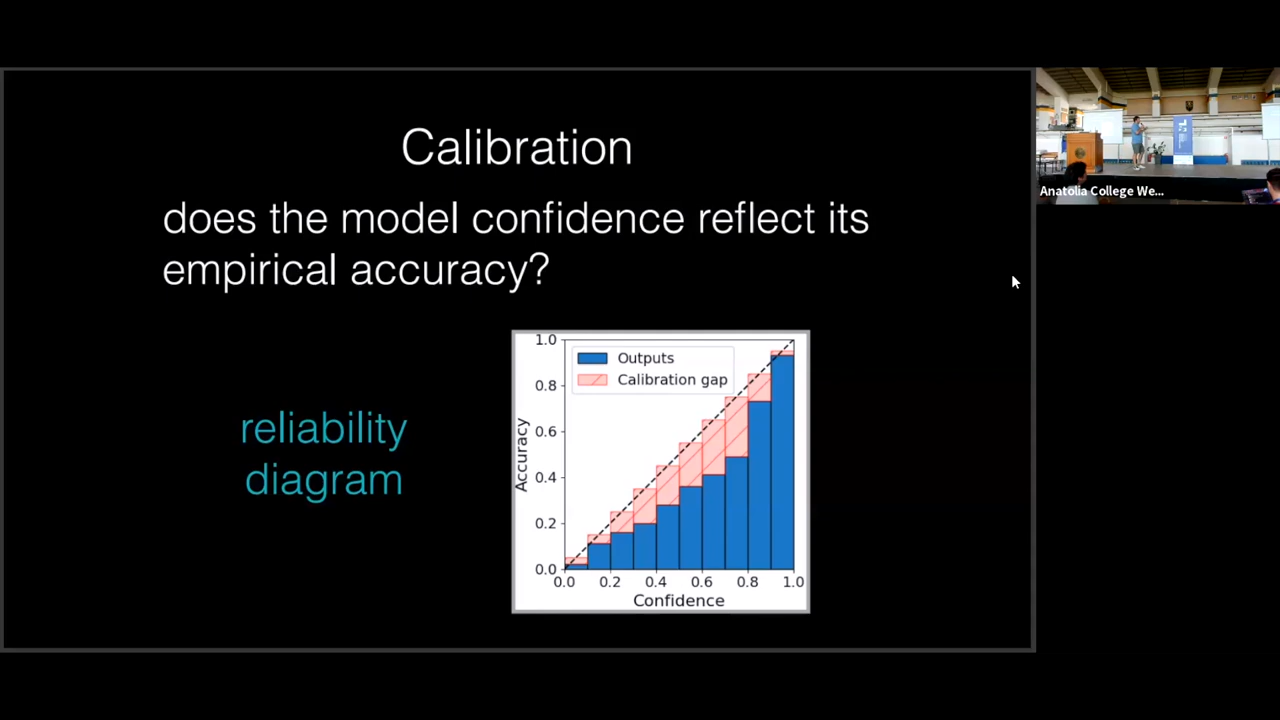 Calibration
does the model confidence reflect its
empirical accuracy?
reliability
diagram
Outputs
Calibration gap
Accuracy
1.0
0.8
0.6
0.4
0.2
0.0
0.0 0.2 0.4 0.6 0.8 1.0
Confidence
Anatolia College We...